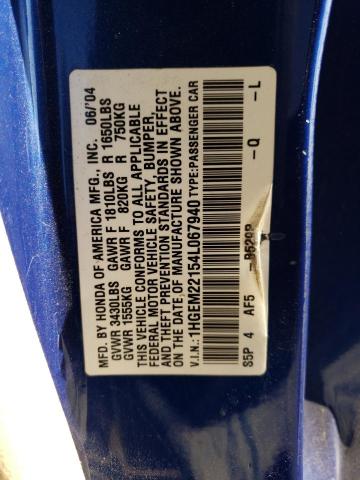 MFD. BY HONDA OF AMERICA MFG., INC. 06/'04
GVWR 3430LBS GAWR F 1810LBS R 1650LBS
GVWR 1555KG GAWR F 820KG R 750KG
THIS VEHICLE CONFORMS TO ALL APPLICABLE
FEDERAL MOTOR VEHICLE SAFETY, BUMPER,
AND THEFT PREVENTION STANDARDS IN EFFECT
ON THE DATE OF MANUFACTURE SHOWN ABOVE.
V.I.N.: 1HGEM22154L067940 TYPE:PASSENGER CAR
S5P 4 AF5 – B529P – Q – L